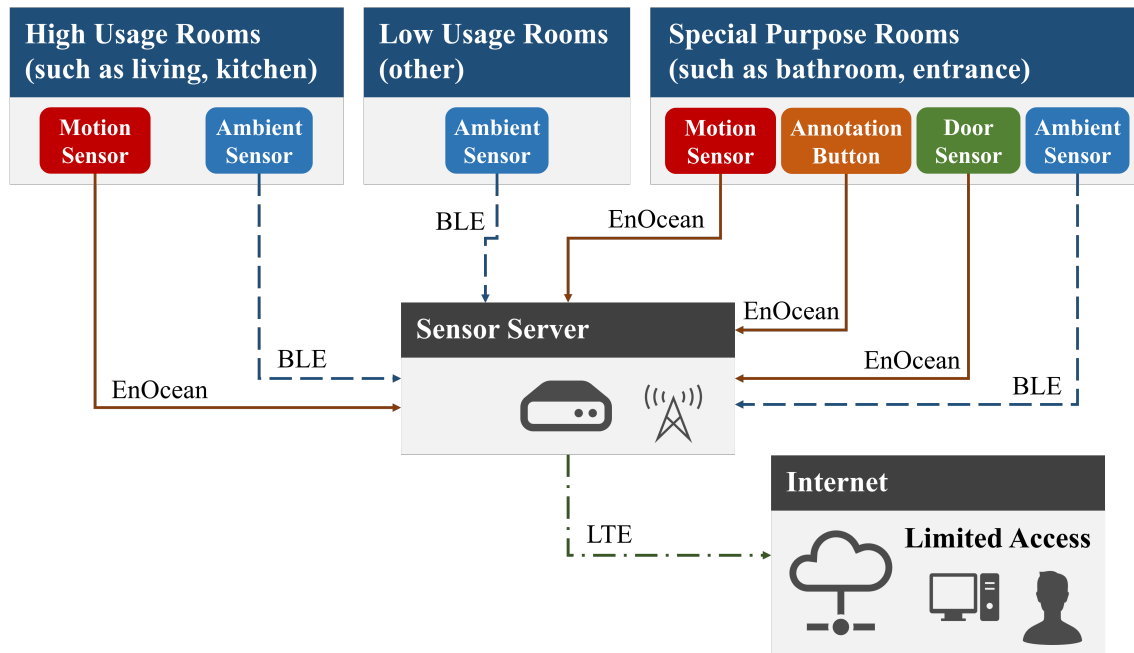 High Usage Rooms
(such as living, kitchen)
Motion
Sensor
Ambient
Sensor
Low Usage Rooms
(other)
Ambient
Sensor
Special Purpose Rooms
(such as bathroom, entrance)
Motion
Sensor
Annotation
Button
Door
Sensor
Ambient
Sensor
BLE
EnOcean
EnOcean
Sensor Server
BLE
EnOcean
EnOcean
BLE
Internet
LTE
Limited Access